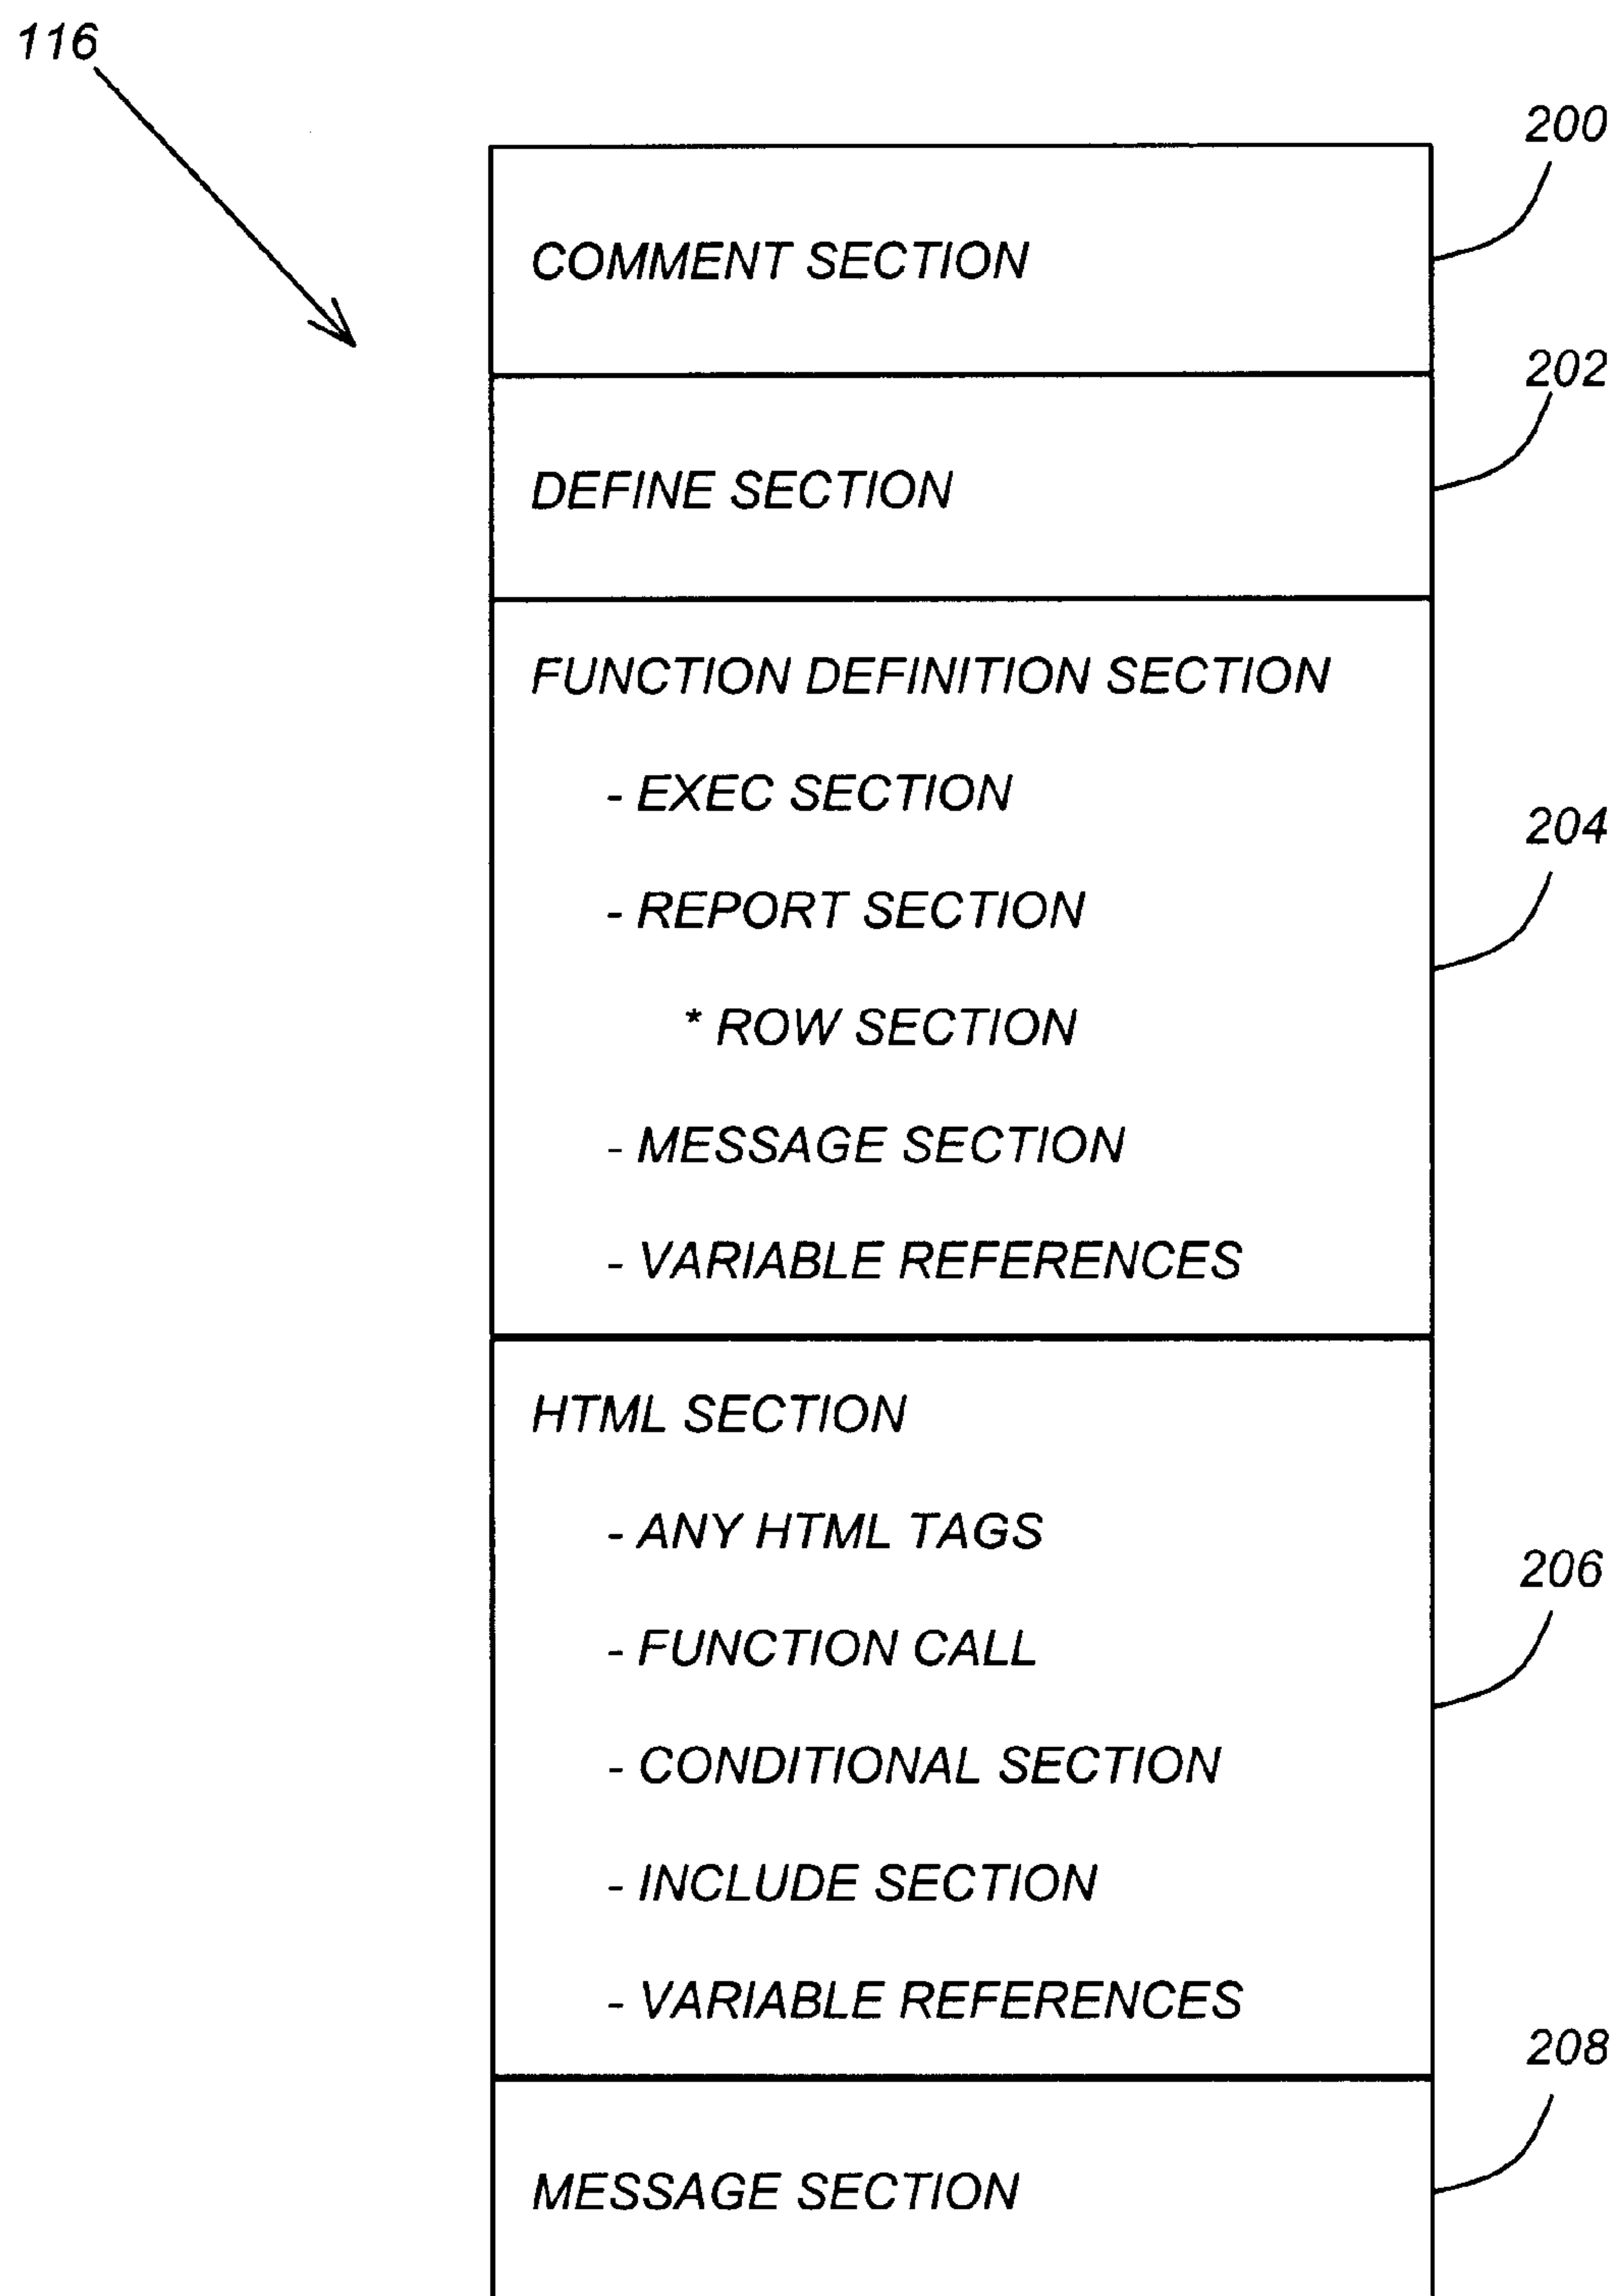 116
200
COMMENT SECTION
202
DEFINE SECTION
FUNCTION DEFINITION SECTION
- EXEC SECTION
204
- REPORT SECTION
* ROW SECTION
- MESSAGE SECTION
- VARIABLE REFERENCES
HTML SECTION
- ANY HTML TAGS
206
- FUNCTION CALL
- CONDITIONAL SECTION
- INCLUDE SECTION
- VARIABLE REFERENCES
208
MESSAGE SECTION